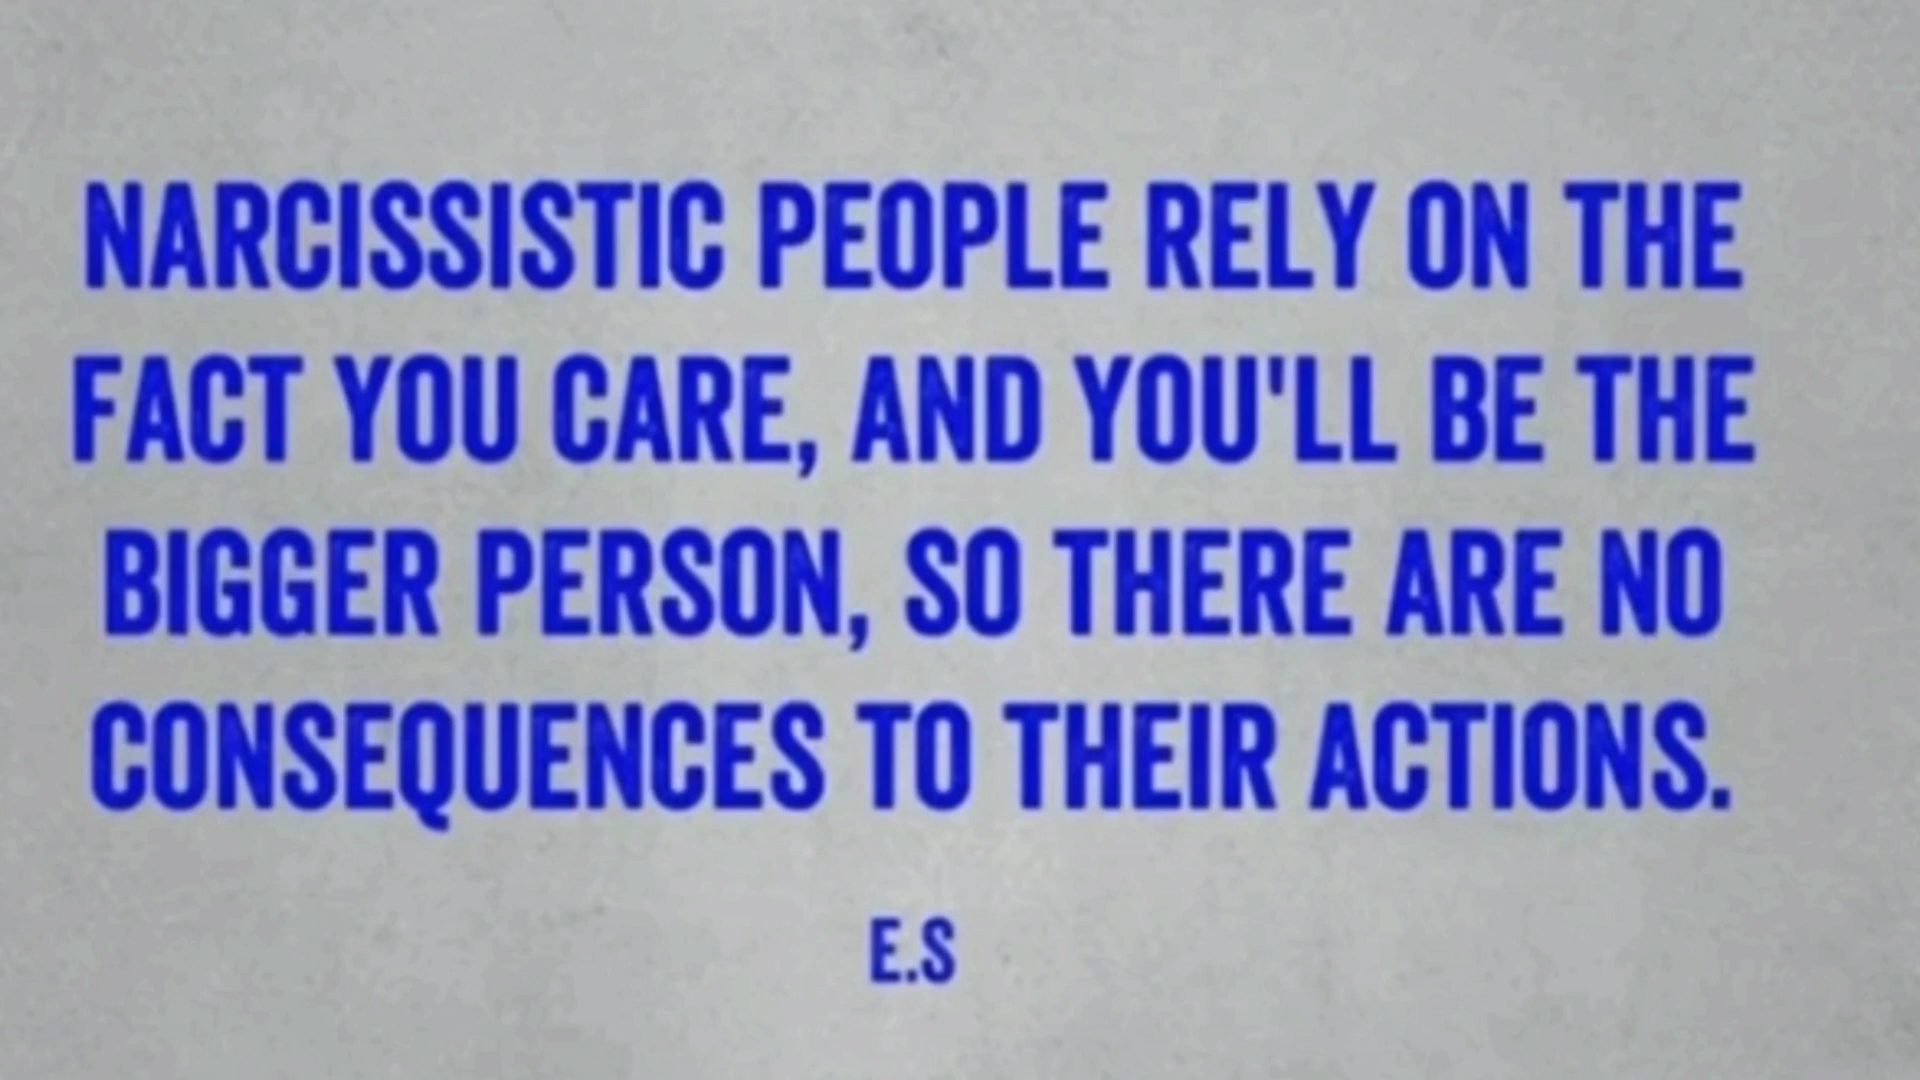 NARCISSISTIC PEOPLE RELY ON THE
FACT YOU CARE, AND YOU'LL BE THE
BIGGER PERSON, SO THERE ARE NO
CONSEQUENCES TO THEIR ACTIONS.
E.S